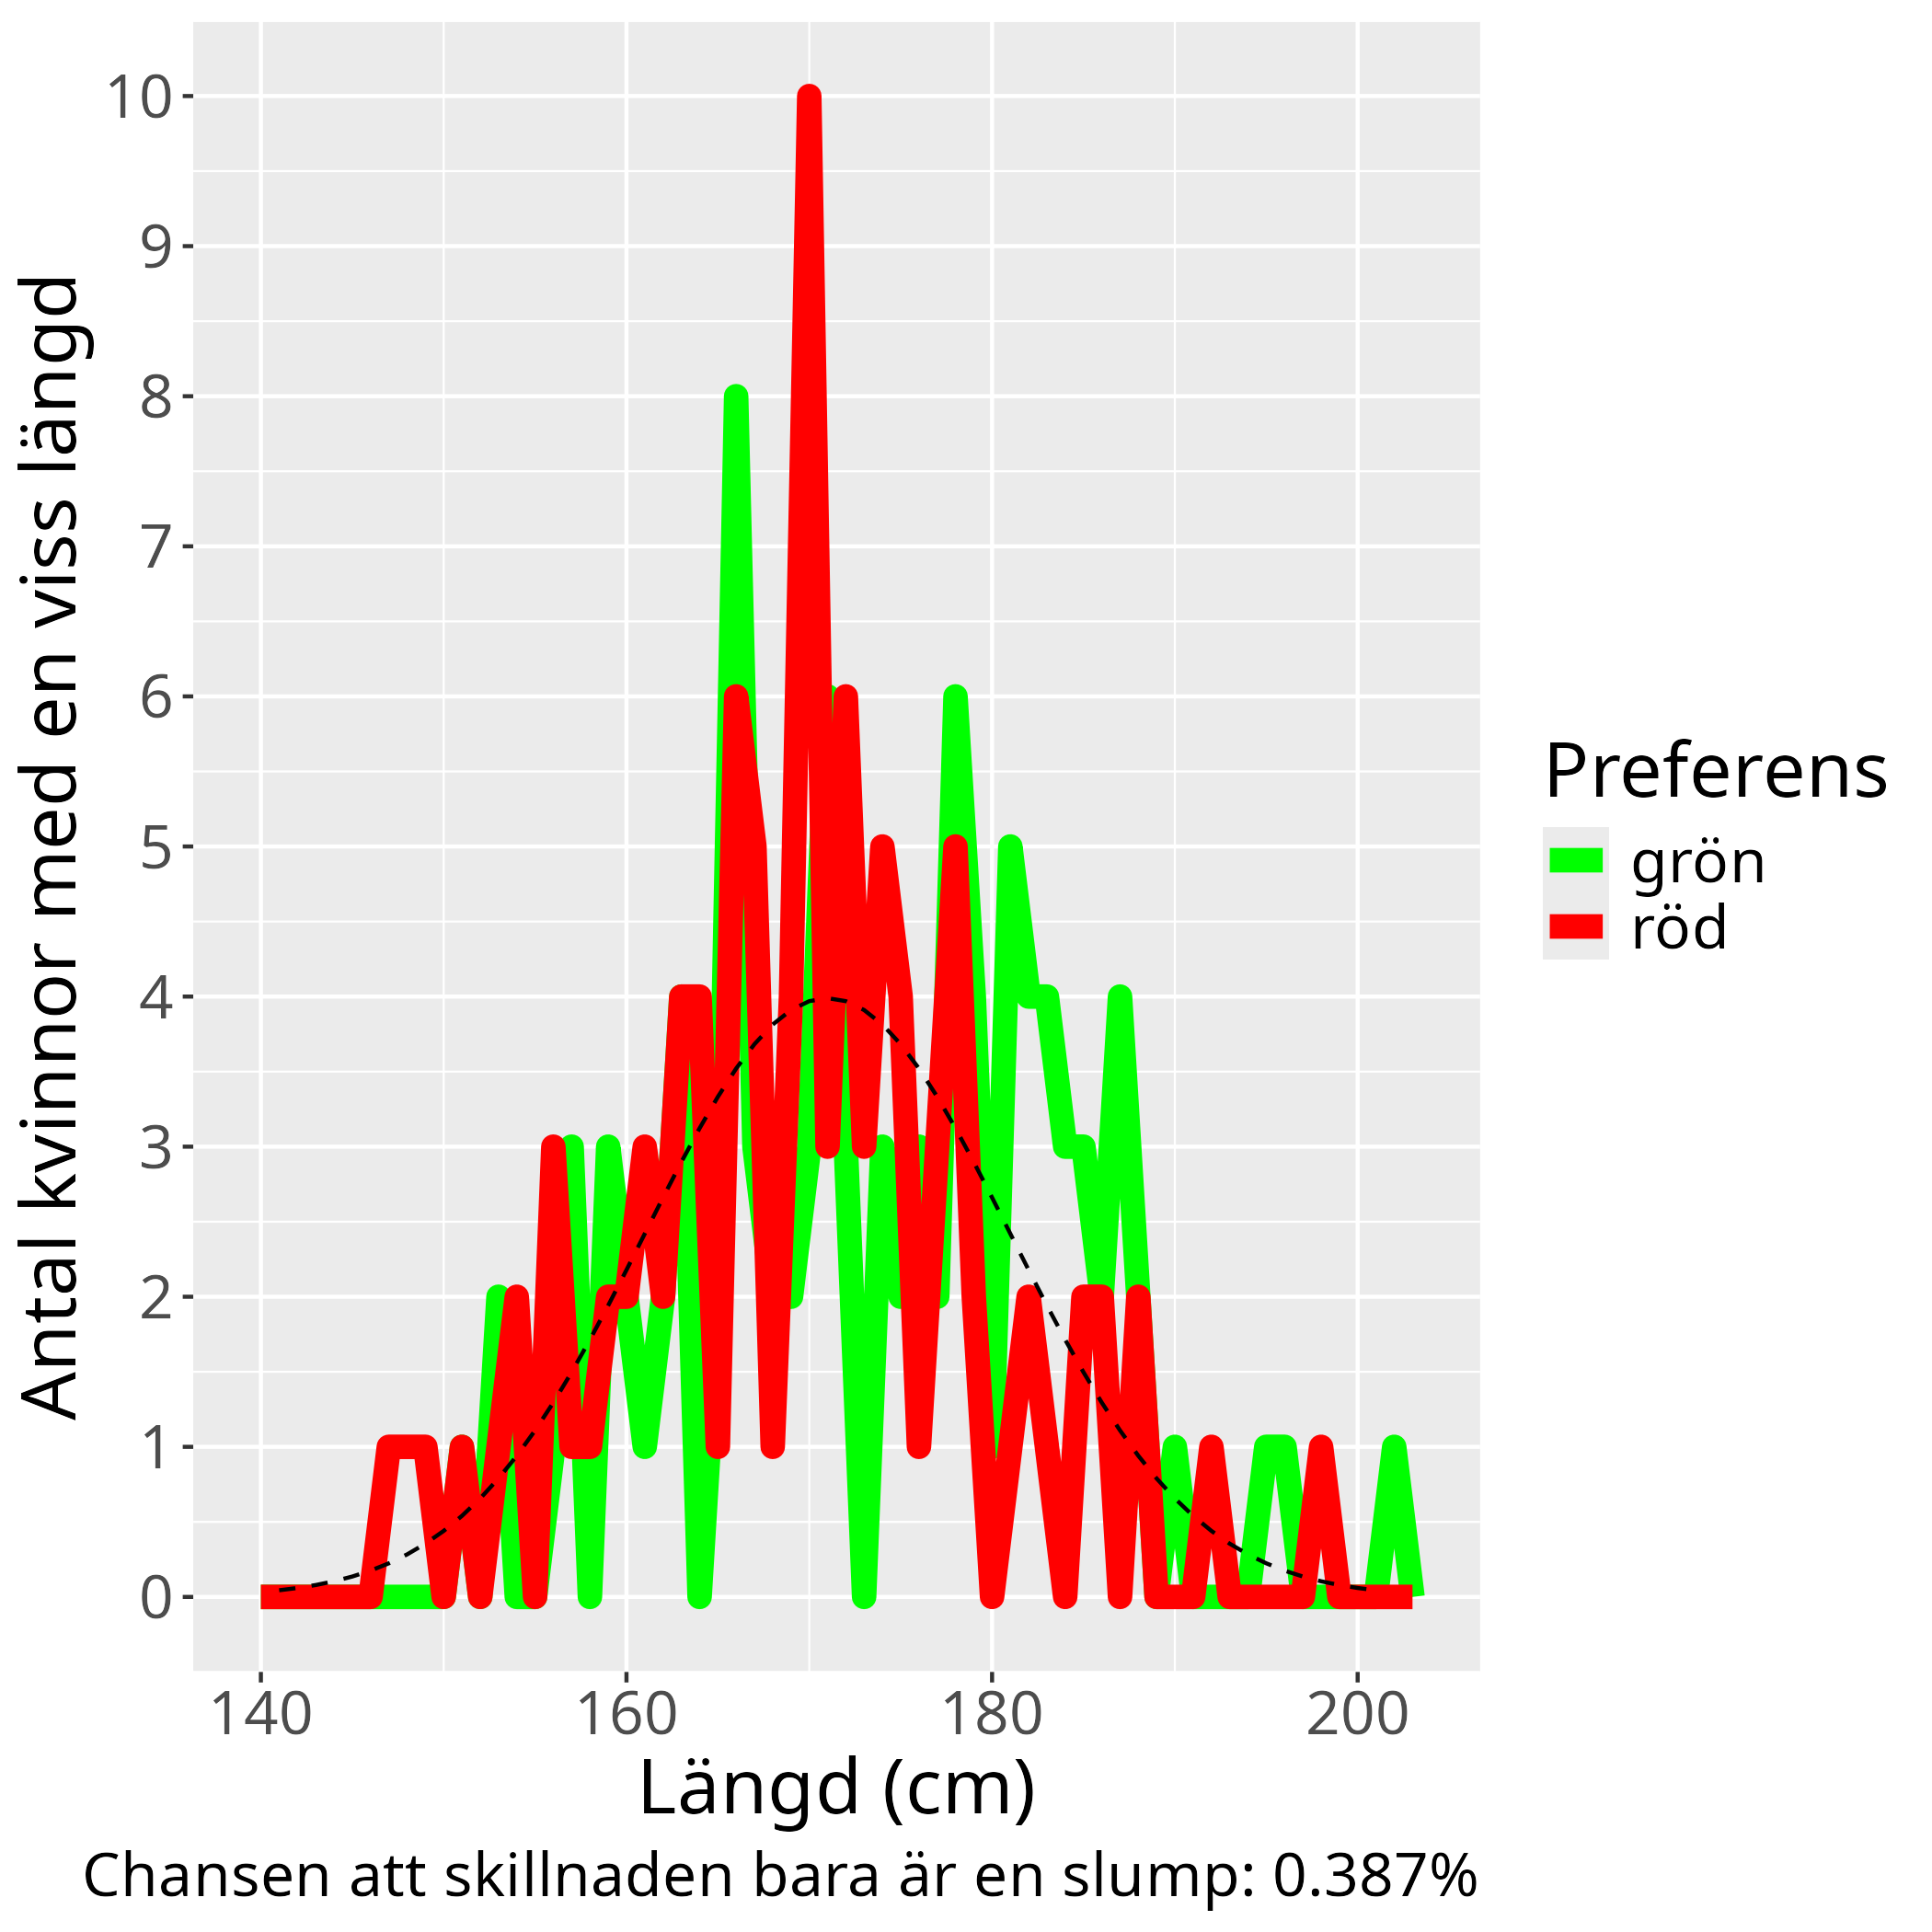 Antal kvinnor med en viss längd
10
9
8
7
6
5
4
3
2
1
0
140 160 180 200
Längd (cm)
Chansen att skillnaden bara är en slump: 0.387%
Preferens
grön
röd